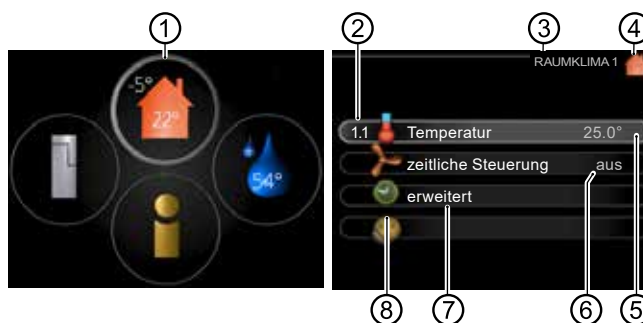 ① ② ③ ④
RAUMKLIMA 1
-5°
22°
54°
1.1 Temperatur 25.0°
zeitliche Steuerung aus
erweitert
⑧ ⑦ ⑥ ⑤